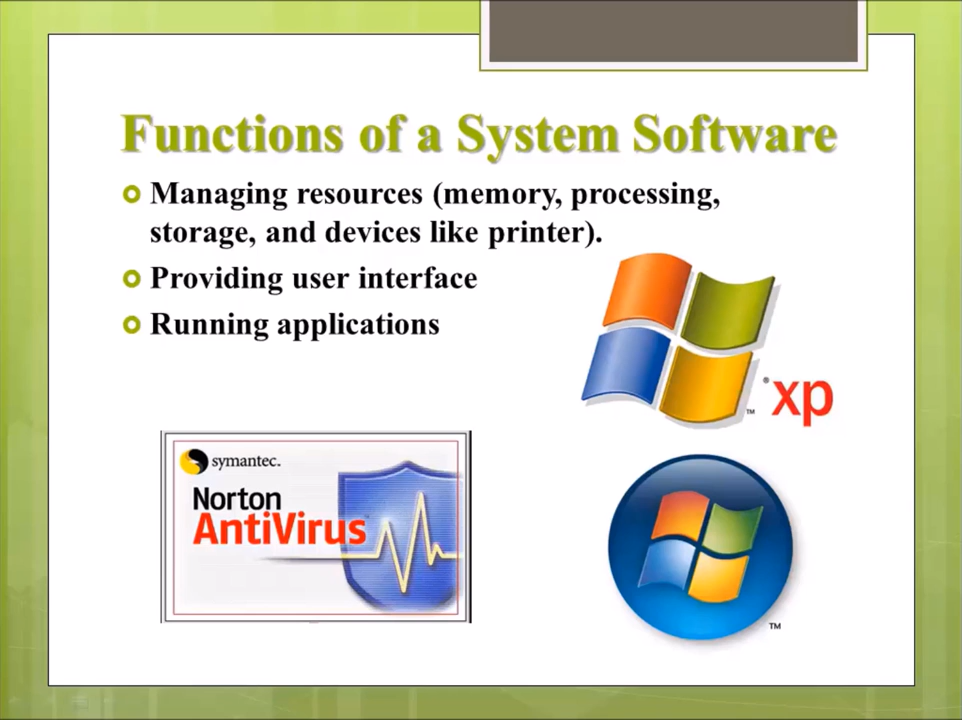 Functions of a System Software
Managing resources (memory, processing,
storage, and devices like printer).
Providing user interface
Running applications
® xp
TM
symantec.
Norton
AntiVirus
TM